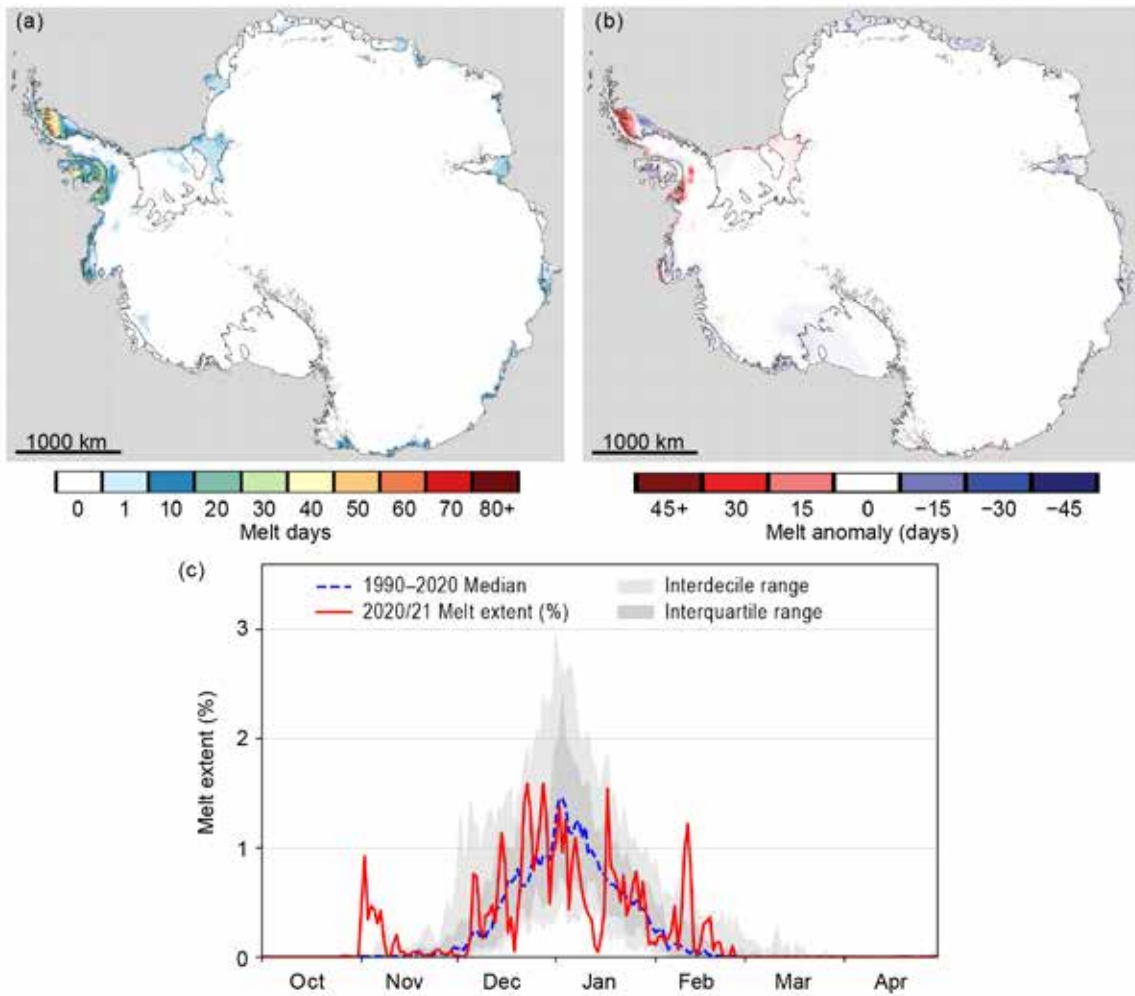 (a)
(b)
1000 km
1000 km
0 1 10 20 30 40 50 60 70 80+
Melt days
45+ 30 15 0 −15 −30 −45
Melt anomaly (days)
(c)
1990–2020 Median
Interdecile range
2020/21 Melt extent (%)
Interquartile range
3
2
1
0
Melt extent (%)
Oct Nov Dec Jan Feb Mar Apr